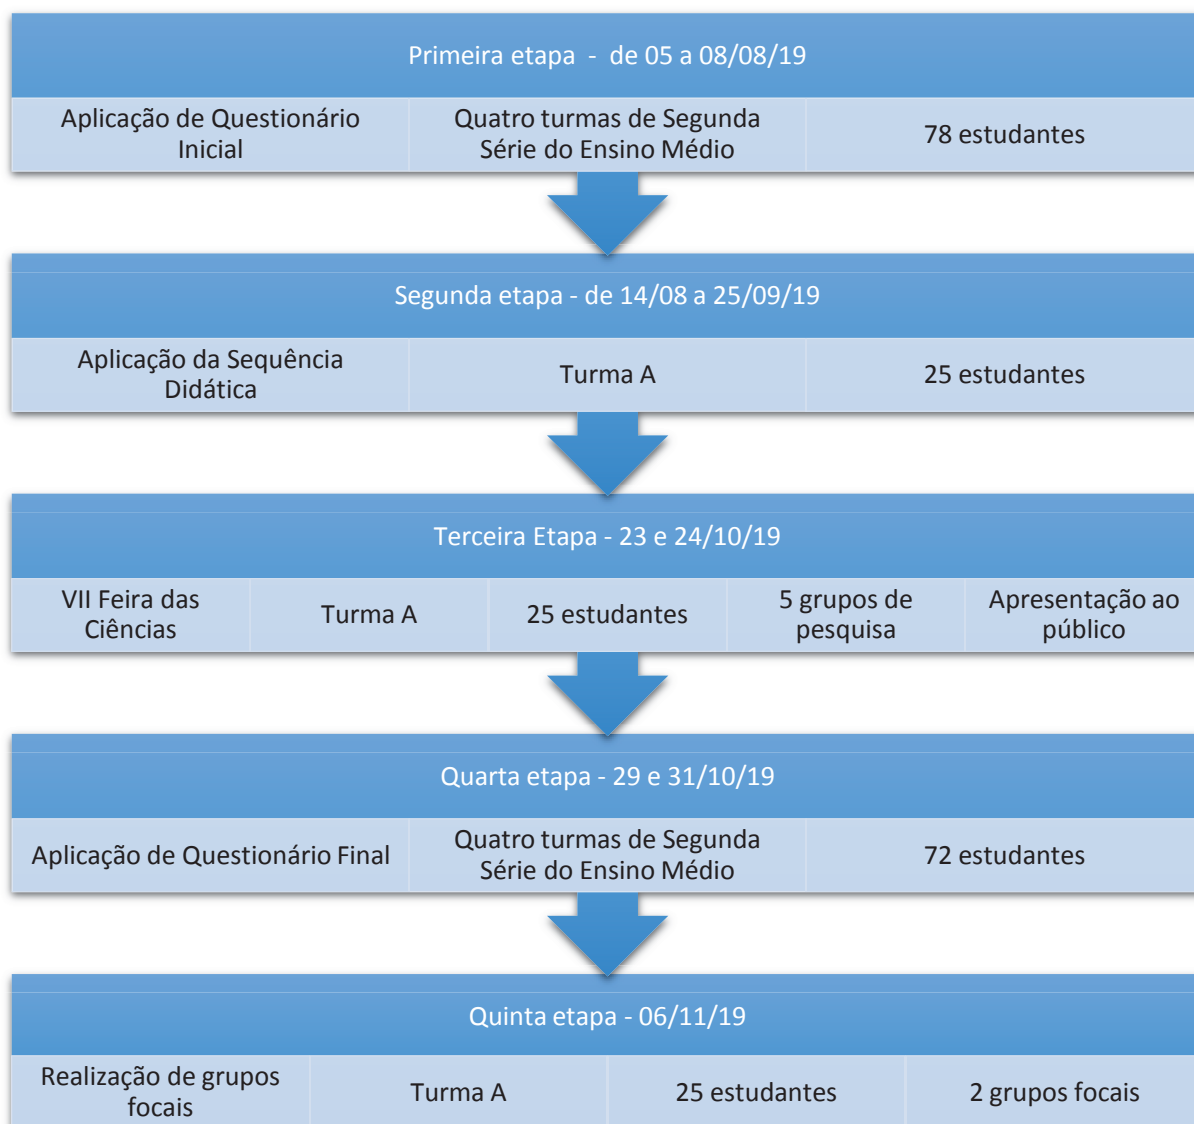 Primeira etapa - de 05 a 08/08/19
Aplicação de Questionário
Inicial
Quatro turmas de Segunda
Série do Ensino Médio
78 estudantes
Segunda etapa - de 14/08 a 25/09/19
Aplicação da Sequência
Didática
Turma A
25 estudantes
Terceira Etapa - 23 e 24/10/19
VII Feira das
Ciências
Turma A
25 estudantes
5 grupos de
pesquisa
Apresentação ao
público
Quarta etapa - 29 e 31/10/19
Aplicação de Questionário Final
Quatro turmas de Segunda
Série do Ensino Médio
72 estudantes
Quinta etapa - 06/11/19
Realização de grupos
focais
Turma A
25 estudantes
2 grupos focais